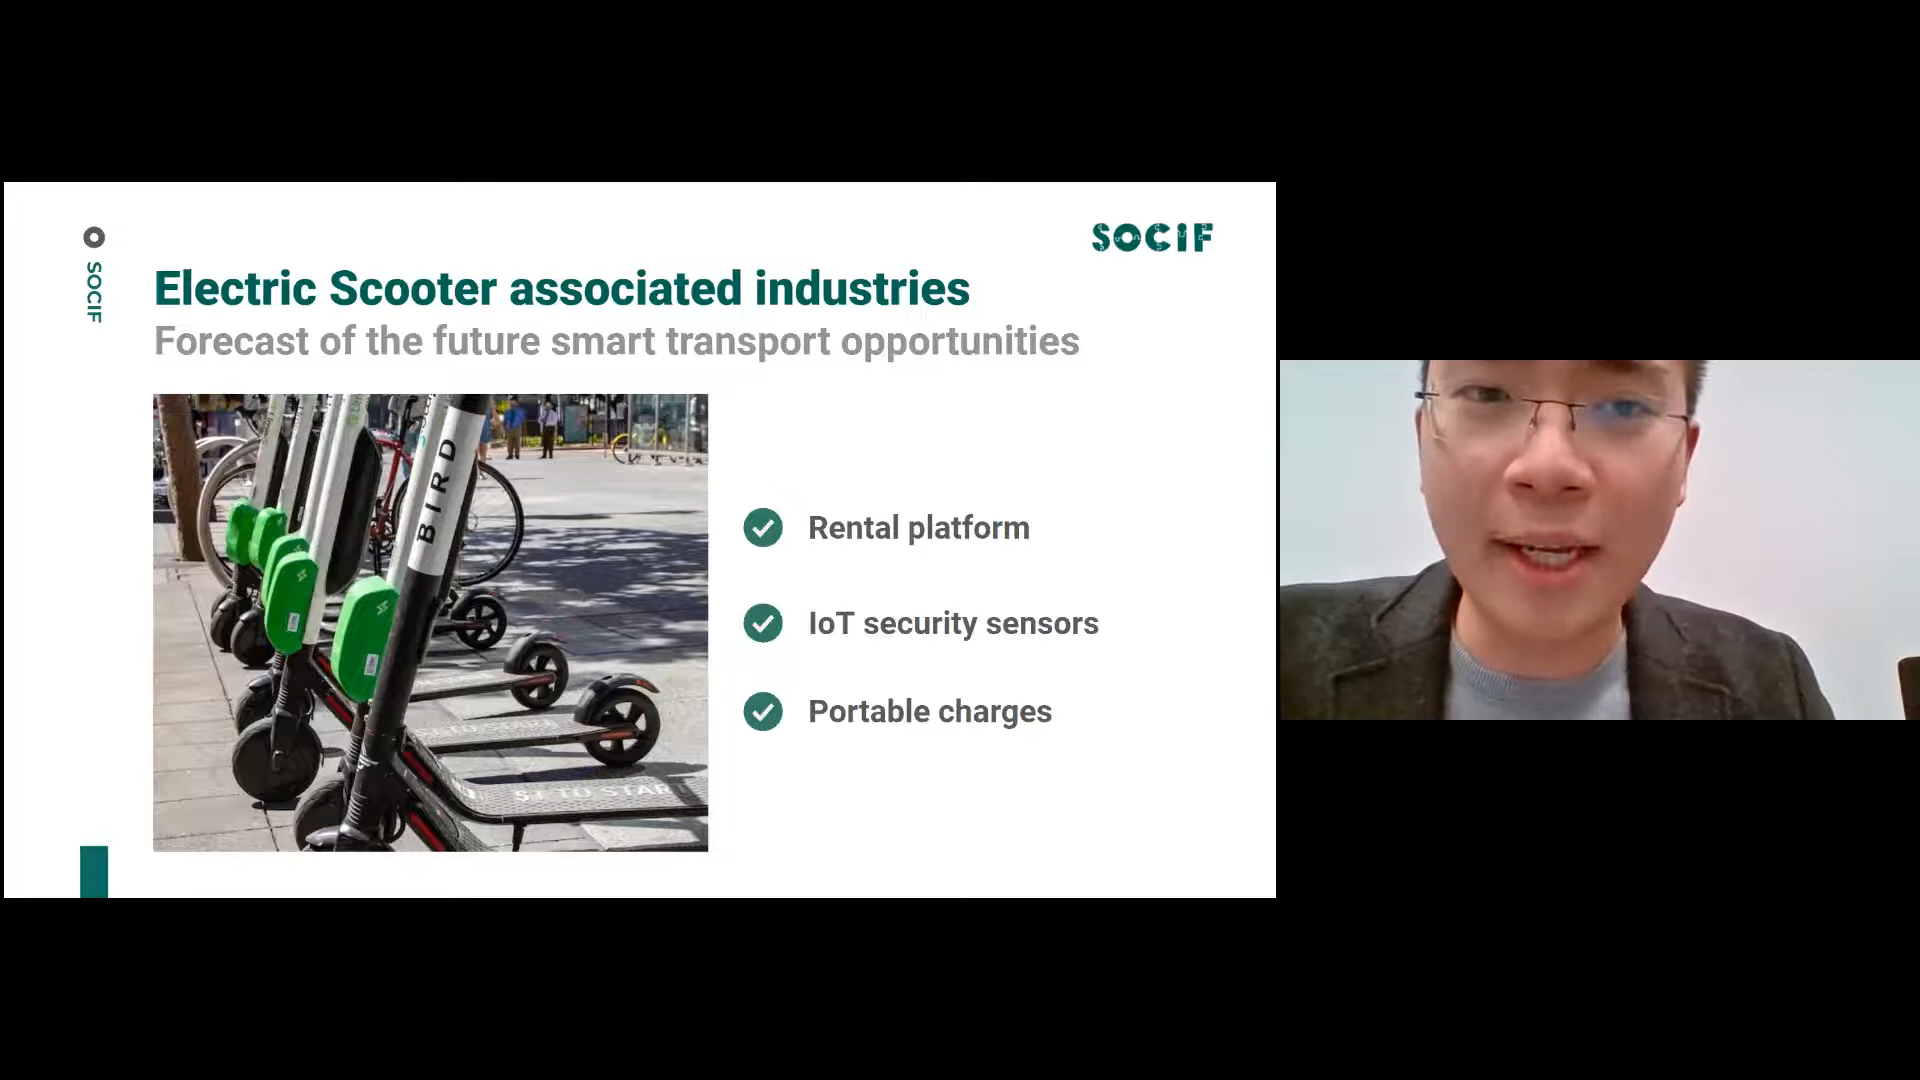 SOCIF
SOCIF
Electric Scooter associated industries
Forecast of the future smart transport opportunities
BIRD
Rental platform
IoT security sensors
Portable charges